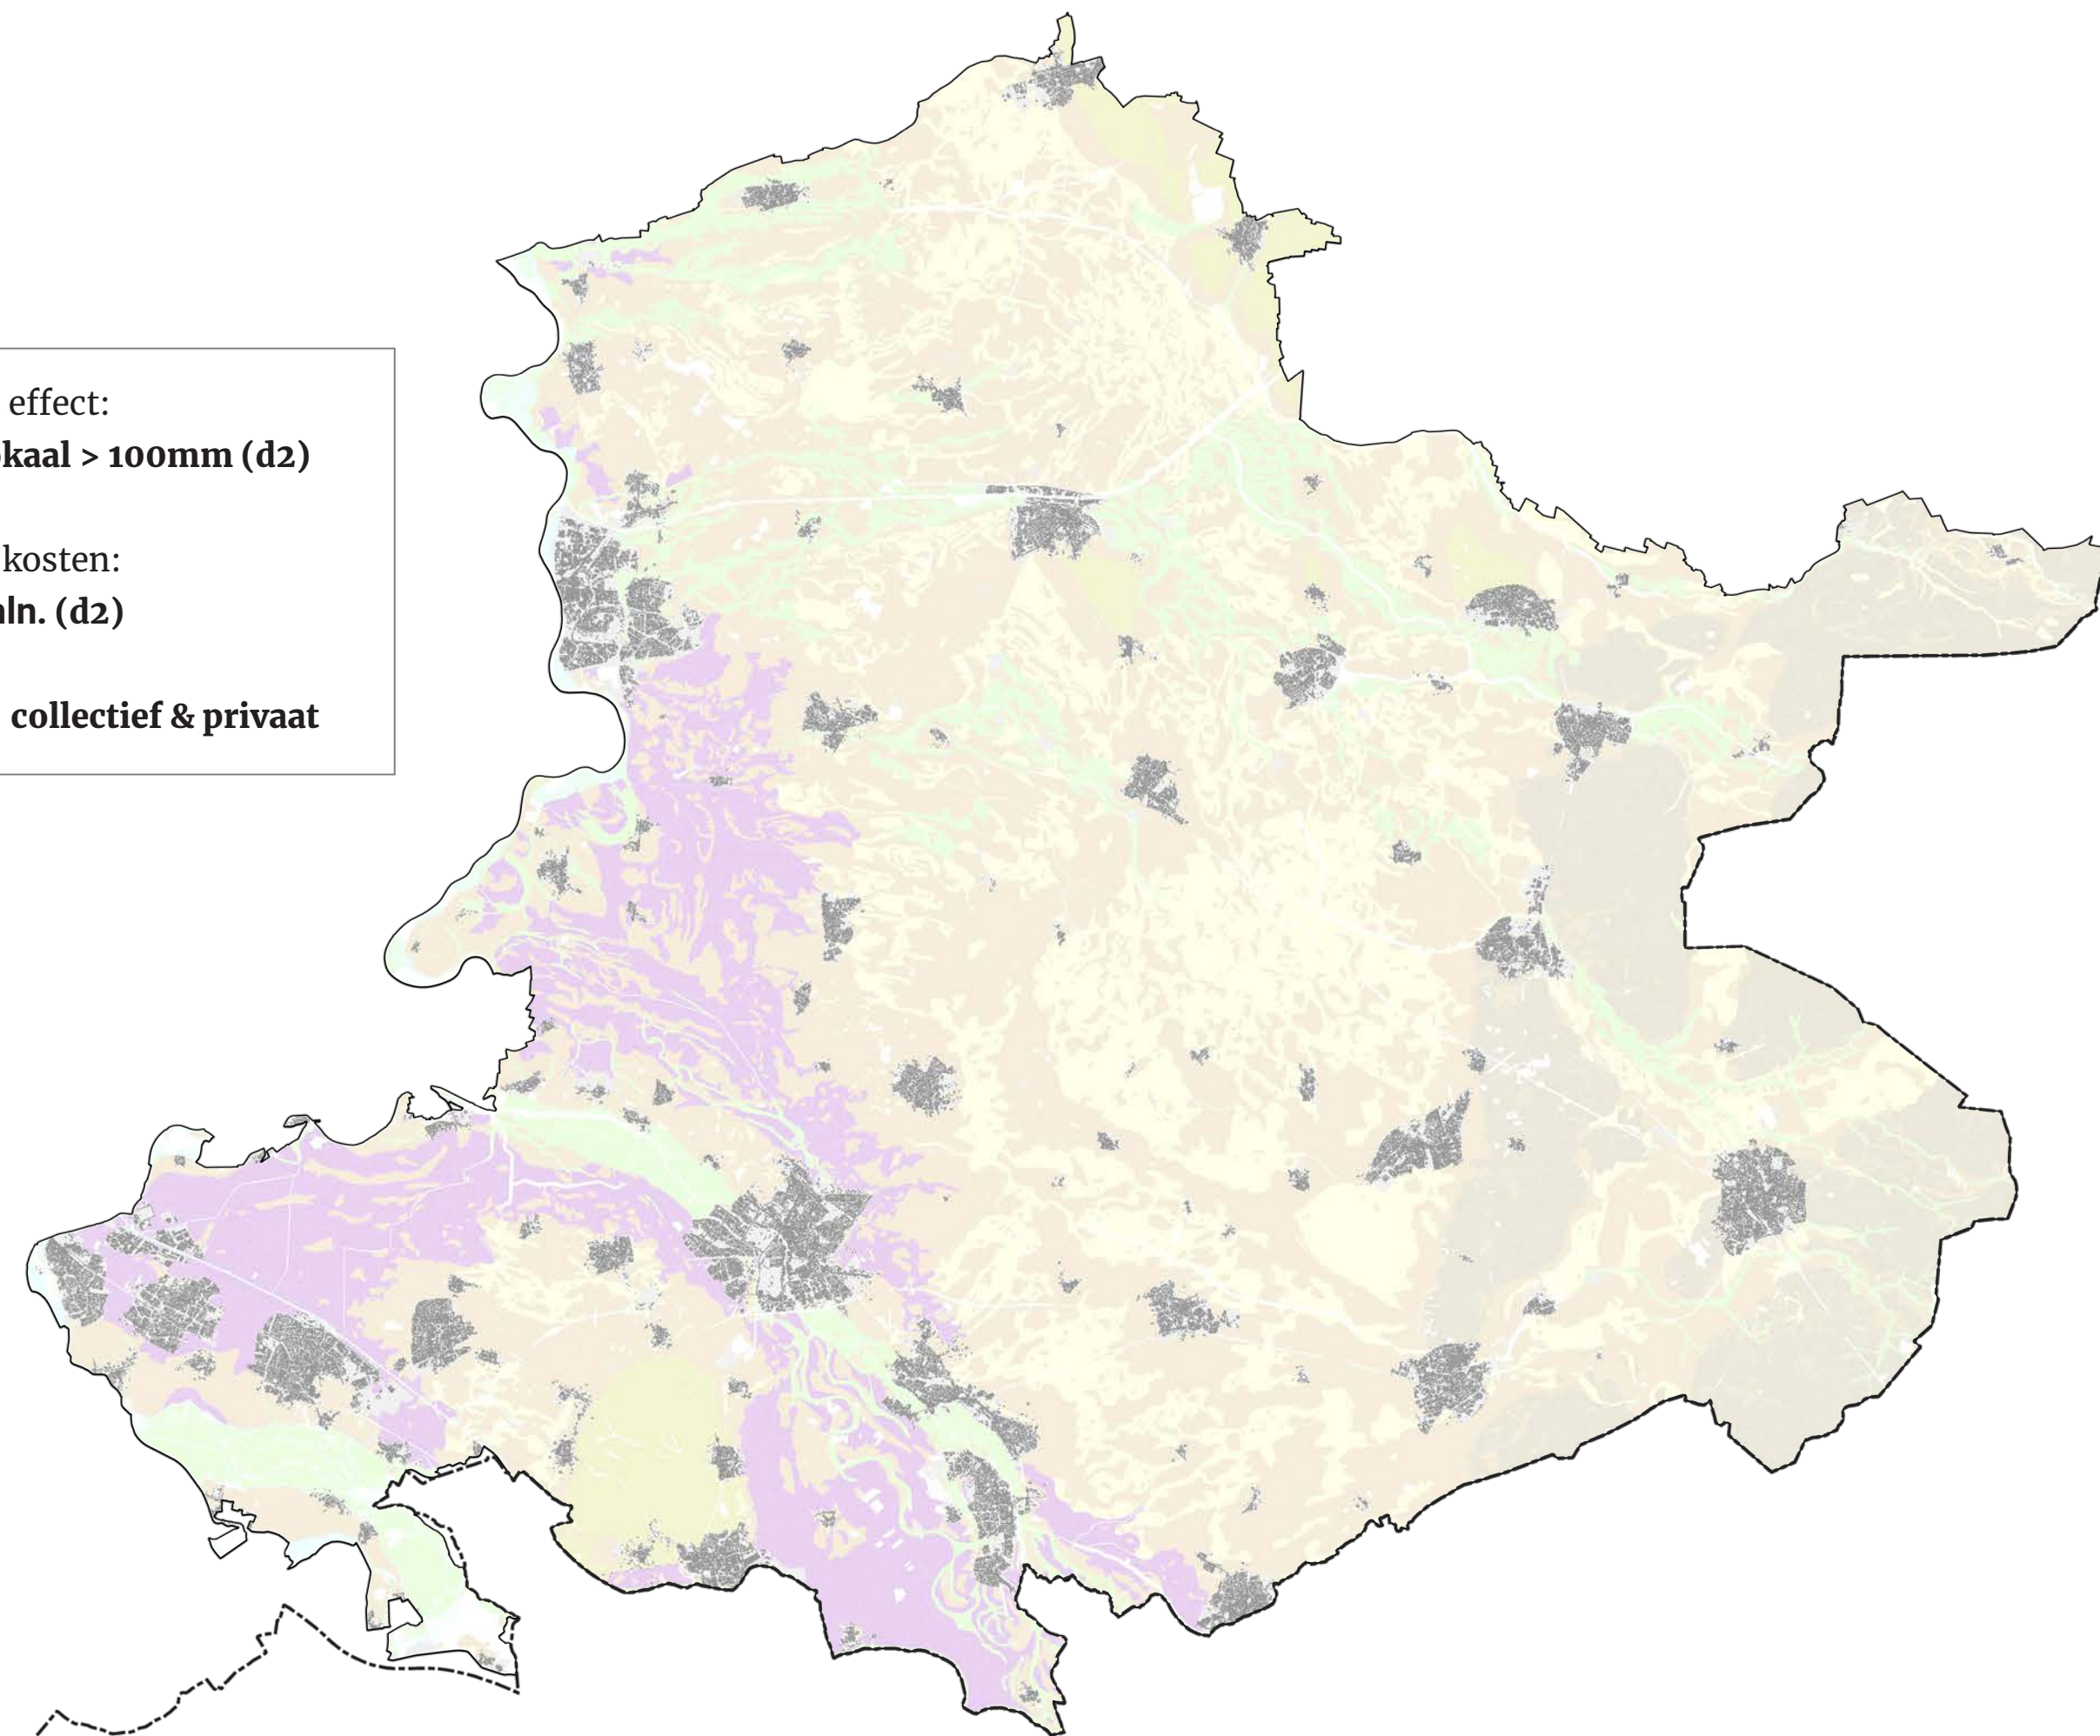 effect:
kaal > 100mm (d2)
kosten:
ln. (d2)
collectief & privaat